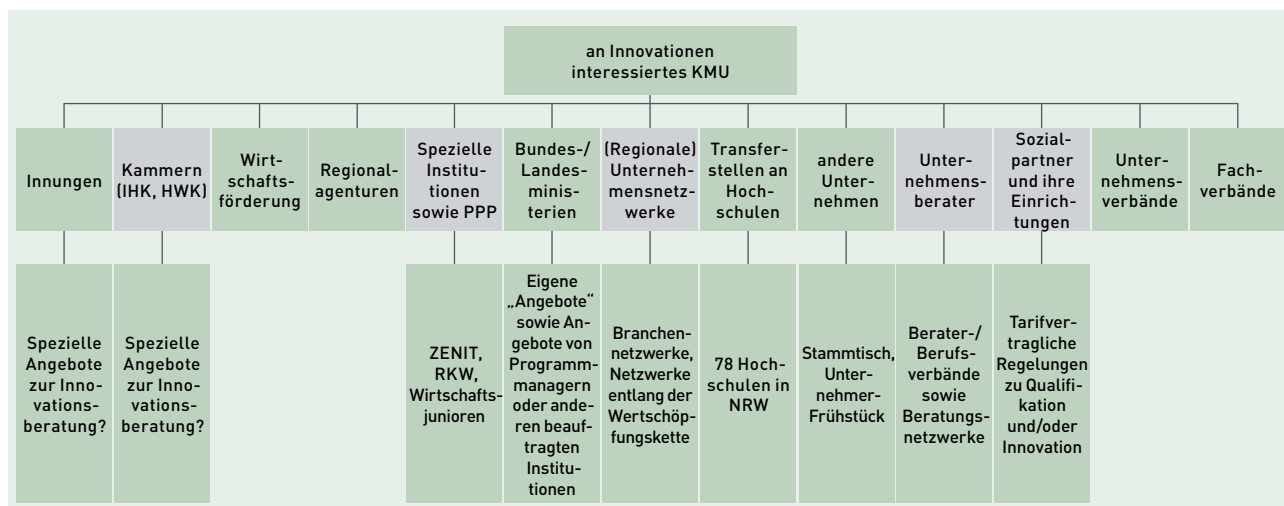 an Innovationen
interessiertes KMU
Innungen
Kammern
(IHK, HWK)
Wirt-
schafts-
förderung
Regional-
agenturen
Spezielle
Institu-
tionen
sowie PPP
Bundes-/
Landes-
minis-
terien
(Regionale)
Unterneh-
mensnetz-
werke
Transfer-
stellen an
Hoch-
schulen
andere
Unter-
nehmen
Unter-
nehmens-
berater
Sozial-
partner
und ihre
Einrich-
tungen
Unter-
nehmens-
verbände
Fach-
verbände
Spezielle
Angebote
zur Inno-
vations-
beratung?
Spezielle
Angebote
zur Inno-
vations-
beratung?
ZENIT,
RKW,
Wirtschafts-
junioren
Eigene
„Angebote“
sowie An-
gebote von
Programm-
managern
oder ande-
ren beauf-
tragten
Institu-
tionen
Branchen-
netzwerke,
Netzwerke
entlang der
Wertschöp-
fungskette
78 Hoch-
schulen in
NRW
Stammtisch,
Unter-
nehmer-
Frühstück
Berater-/
Berufs-
verbände
sowie
Beratungs-
netzwerke
Tarifver-
tragliche
Regelungen
zu Qualifi-
kation
und/oder
Innovation